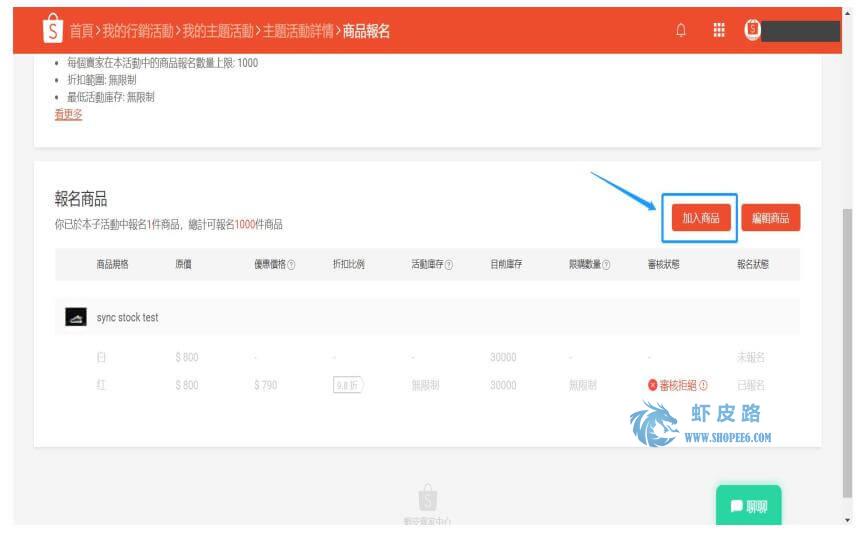 首頁>我的行銷活動>我的主題活動>主題活動詳情>商品報名
每個賣家在本活動中的商品報名數量上限: 1000
折扣範圍: 無限制
最低活動庫存: 無限制
看更多
報名商品
你已於本子活動中報名1件商品，總計可報名1000件商品
加入商品 編輯商品
商品規格 原價 優惠價格 折扣比例 活動庫存 目前庫存 限購數量 審核狀態 報名狀態
sync stock test
白 $ 800 - - - 30000 - - 未報名
红 $ 800 $ 790 9.8 折 無限制 30000 無限制 審核拒絕 已報名
虾皮路
WWW.SHOPEE6.COM
蝦皮賣家中心
聊聊